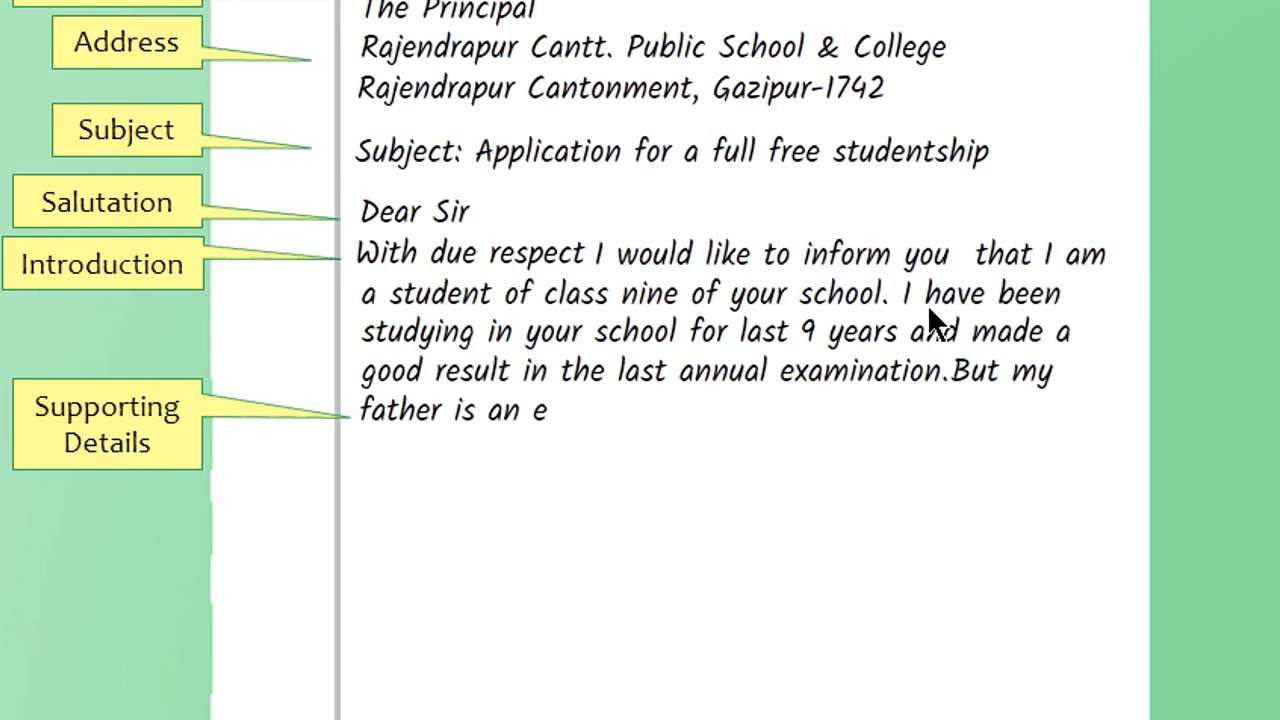 The Principal
Address
Rajendrapur Cantt. Public School & College
Rajendrapur Cantonment, Gazipur-1742
Subject
Subject: Application for a full free studentship
Salutation
Dear Sir
Introduction
With due respect I would like to inform you that I am
a student of class nine of your school. I have been
studying in your school for last 9 years and made a
good result in the last annual examination.But my
Supporting
Details
father is an e